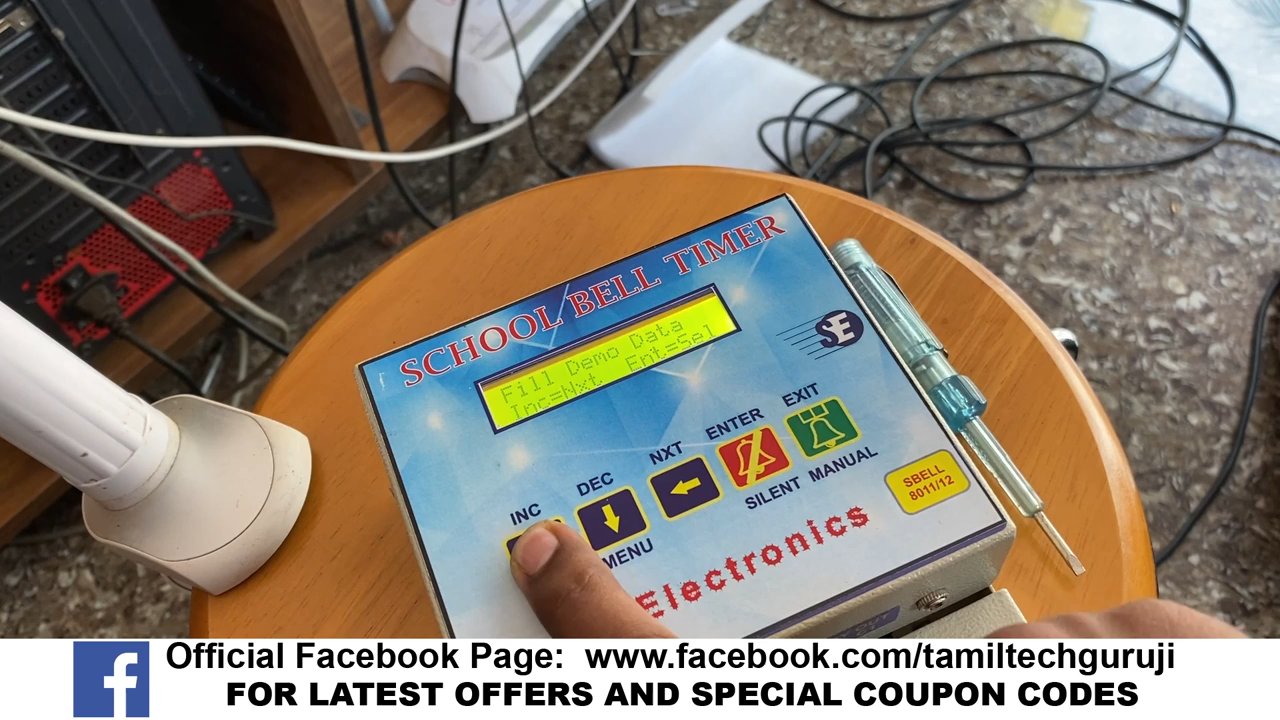 SCHOOL BELL TIMER
Fill Demo Data
Inc=Nxt Ent=Sel
SE
INC DEC NXT ENTER EXIT
MENU SILENT MANUAL
SBELL
8011/12
Electronics
f
Official Facebook Page: www.facebook.com/tamiltechguruji
FOR LATEST OFFERS AND SPECIAL COUPON CODES